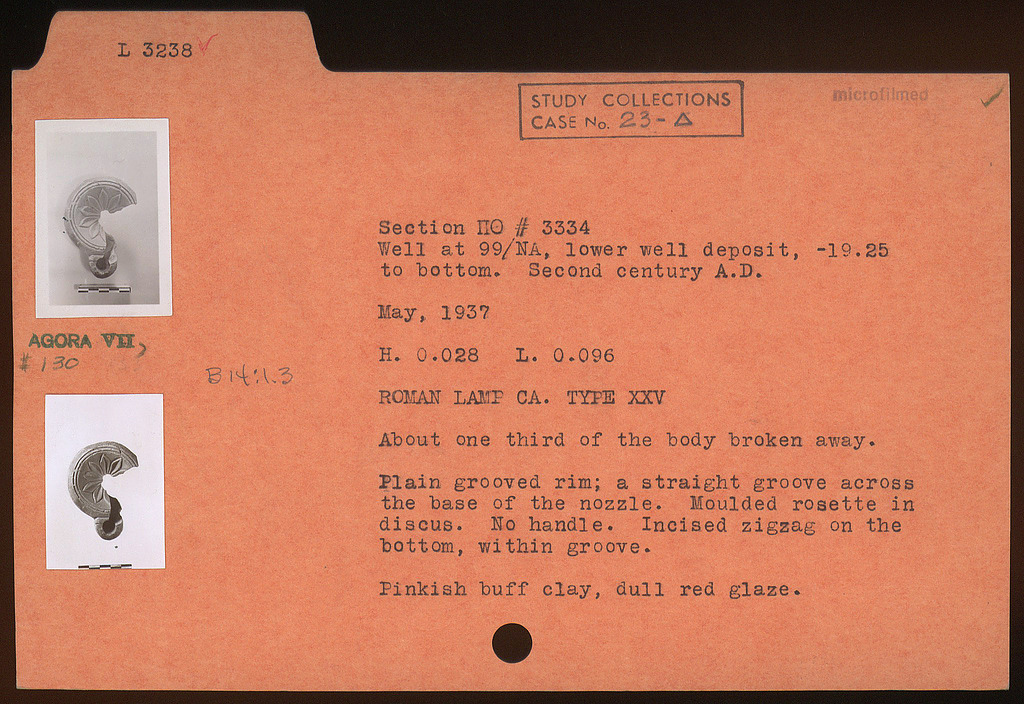 L 3238
STUDY COLLECTIONS
CASE No. 23-Δ
microfilmed
Section ΠΘ # 3334
Well at 99/NA, lower well deposit, -19.25
to bottom. Second century A.D.
May, 1937
H. 0.028 L. 0.096
ROMAN LAMP CA. TYPE XXV
About one third of the body broken away.
Plain grooved rim; a straight groove across
the base of the nozzle. Moulded rosette in
discus. No handle. Incised zigzag on the
bottom, within groove.
Pinkish buff clay, dull red glaze.
AGORA VII,
# 130
B 14:1.3